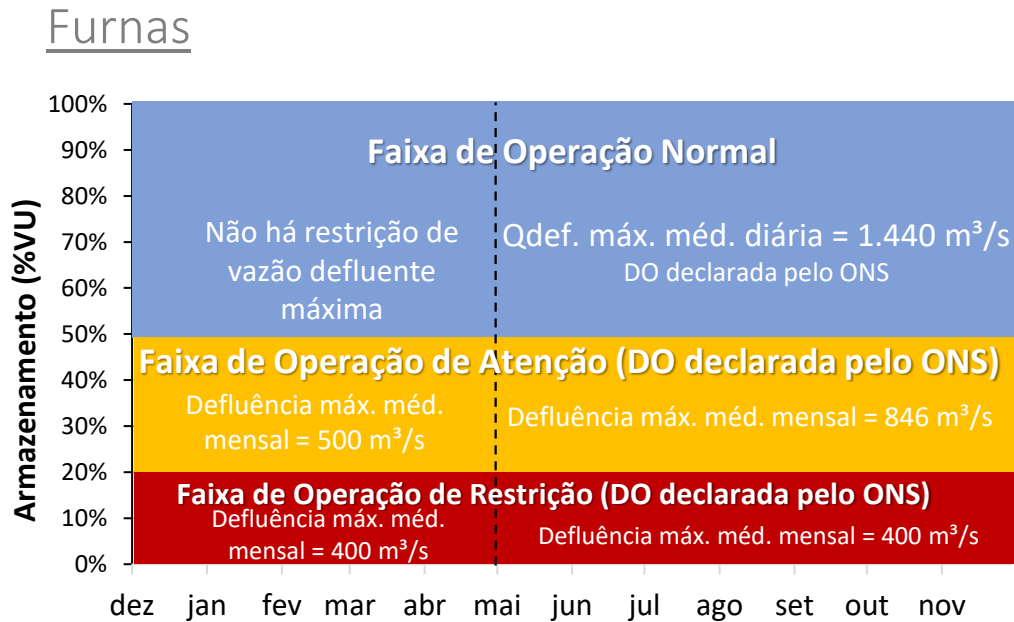 Furnas
100%
90%
80%
70%
60%
50%
40%
30%
20%
10%
0%
Armazenamento (%VU)
Faixa de Operação Normal
Não há restrição de
vazão defluente
máxima
Qdef. máx. méd. diária = 1.440 m³/s
DO declarada pelo ONS
Faixa de Operação de Atenção (DO declarada pelo ONS)
Defluência máx. méd.
mensal = 500 m³/s
Defluência máx. méd. mensal = 846 m³/s
Faixa de Operação de Restrição (DO declarada pelo ONS)
Defluência máx. méd.
mensal = 400 m³/s
Defluência máx. méd. mensal = 400 m³/s
dez jan fev mar abr mai jun jul ago set out nov